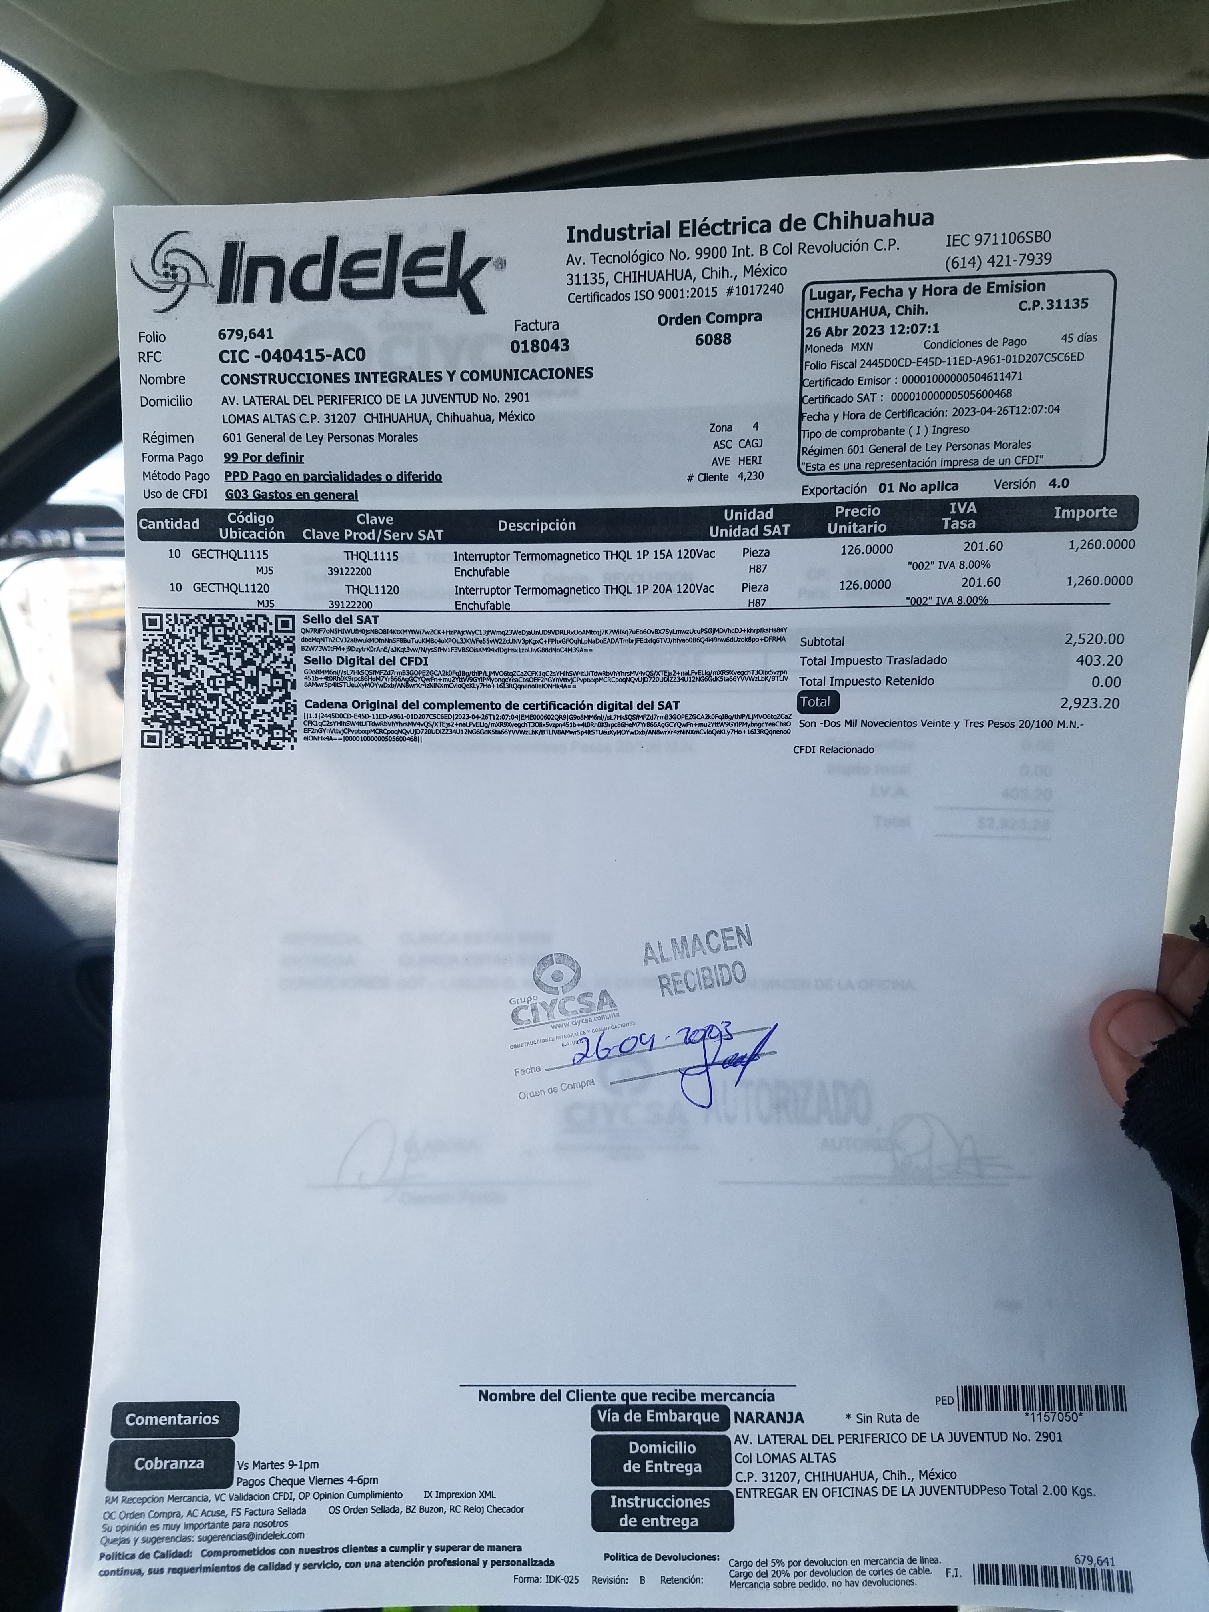 Indelek
Industrial Eléctrica de Chihuahua
Av. Tecnológico No. 9900 Int. B Col Revolución C.P.
31135, CHIHUAHUA, Chih., México
Certificados ISO 9001:2015 #1017240
IEC 971106SB0
(614) 421-7939
Lugar, Fecha y Hora de Emision
CHIHUAHUA, Chih. C.P. 31135
26 Abr 2023 12:07:1
Moneda MXN Condiciones de Pago 45 días
Folio Fiscal 2445D0CD-E45D-11ED-A961-01D207C5C6ED
Certificado Emisor : 00001000000504611471
Certificado SAT : 00001000000505600468
Fecha y Hora de Certificación: 2023-04-26T12:07:04
Tipo de comprobante ( I ) Ingreso
Régimen 601 General de Ley Personas Morales
"Esta es una representación impresa de un CFDI"
Exportación 01 No aplica Versión 4.0
Folio 679,641
Factura
018043
Orden Compra
6088
RFC CIC -040415-AC0
Nombre CONSTRUCCIONES INTEGRALES Y COMUNICACIONES
Domicilio AV. LATERAL DEL PERIFERICO DE LA JUVENTUD No. 2901
LOMAS ALTAS C.P. 31207 CHIHUAHUA, Chihuahua, México
Régimen 601 General de Ley Personas Morales
Forma Pago 99 Por definir
Método Pago PPD Pago en parcialidades o diferido
Uso de CFDI G03 Gastos en general
Zona 4
ASC CAGJ
AVE HERI
# Cliente 4,230
Cantidad Código Ubicación Clave Clave Prod/Serv SAT Descripción Unidad Unidad SAT Precio Unitario IVA Tasa Importe
10 GECTHQL1115 THQL1115 Interruptor Termomagnetico THQL 1P 15A 120Vac Pieza 126.0000 201.60 1,260.0000
MJ5 39122200 Enchufable H87 "002" IVA 8.00%
10 GECTHQL1120 THQL1120 Interruptor Termomagnetico THQL 1P 20A 120Vac Pieza 126.0000 201.60 1,260.0000
MJ5 39122200 Enchufable H87 "002" IVA 8.00%
Sello del SAT
Sello Digital del CFDI
Cadena Original del complemento de certificación digital del SAT
Subtotal 2,520.00
Total Impuesto Trasladado 403.20
Total Impuesto Retenido 0.00
Total 2,923.20
Son -Dos Mil Novecientos Veinte y Tres Pesos 20/100 M.N.-
CFDI Relacionado
ALMACEN
RECIBIDO
Grupo
CIYCSA
Fecha 26-04-2023
Orden de Compra
CIYCSA AUTORIZADO
Nombre del Cliente que recibe mercancía
Comentarios
Cobranza
Vs Martes 9-1pm
Pagos Cheque Viernes 4-6pm
RM Recepcion Mercancia, VC Validacion CFDI, OP Opinion Cumplimiento IX Imprexion XML
OC Orden Compra, AC Acuse, FS Factura Sellada OS Orden Sellada, BZ Buzon, RC Reloj Checador
Su opinión es muy importante para nosotros
Quejas y sugerencias: sugerencias@indelek.com
Politica de Calidad: Comprometidos con nuestros clientes a cumplir y superar de manera
continua, sus requerimientos de calidad y servicio, con una atención profesional y personalizada
Forma: IDK-025 Revisión: B Retención:
Vía de Embarque NARANJA * Sin Ruta de
PED
*1157050*
Domicilio de Entrega
AV. LATERAL DEL PERIFERICO DE LA JUVENTUD No. 2901
Col LOMAS ALTAS
C.P. 31207, CHIHUAHUA, Chih., México
Instrucciones de entrega
ENTREGAR EN OFICINAS DE LA JUVENTUDPeso Total 2.00 Kgs.
Politica de Devoluciones:
Cargo del 5% por devolucion en mercancia de linea.
Cargo del 20% por devolucion de cortes de cable.
Mercancia sobre pedido, no hay devoluciones.
F.I.
679,641